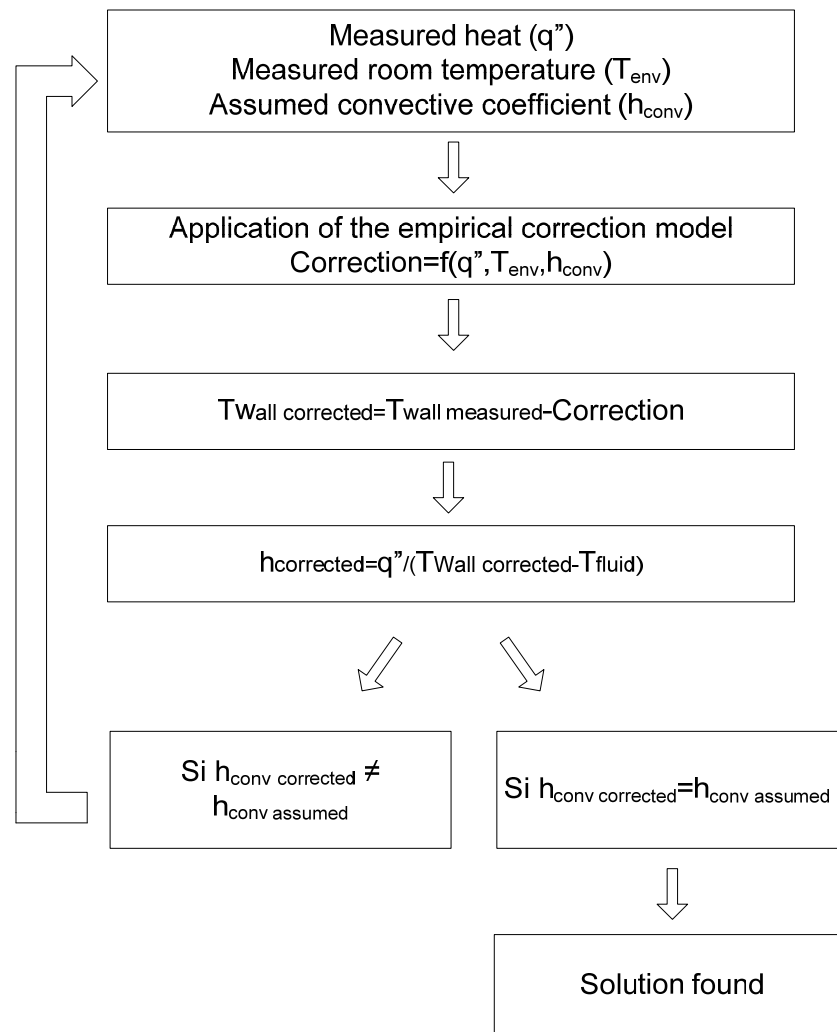 Measured heat (q”)
Measured room temperature (Tenv)
Assumed convective coefficient (hconv)
Application of the empirical correction model
Correction=f(q”,Tenv,hconv)
TWall corrected=Twall measured-Correction
hcorrected=q”/(TWall corrected-Tfluid)
Si hconv corrected ≠
hconv assumed
Si hconv corrected=hconv assumed
Solution found